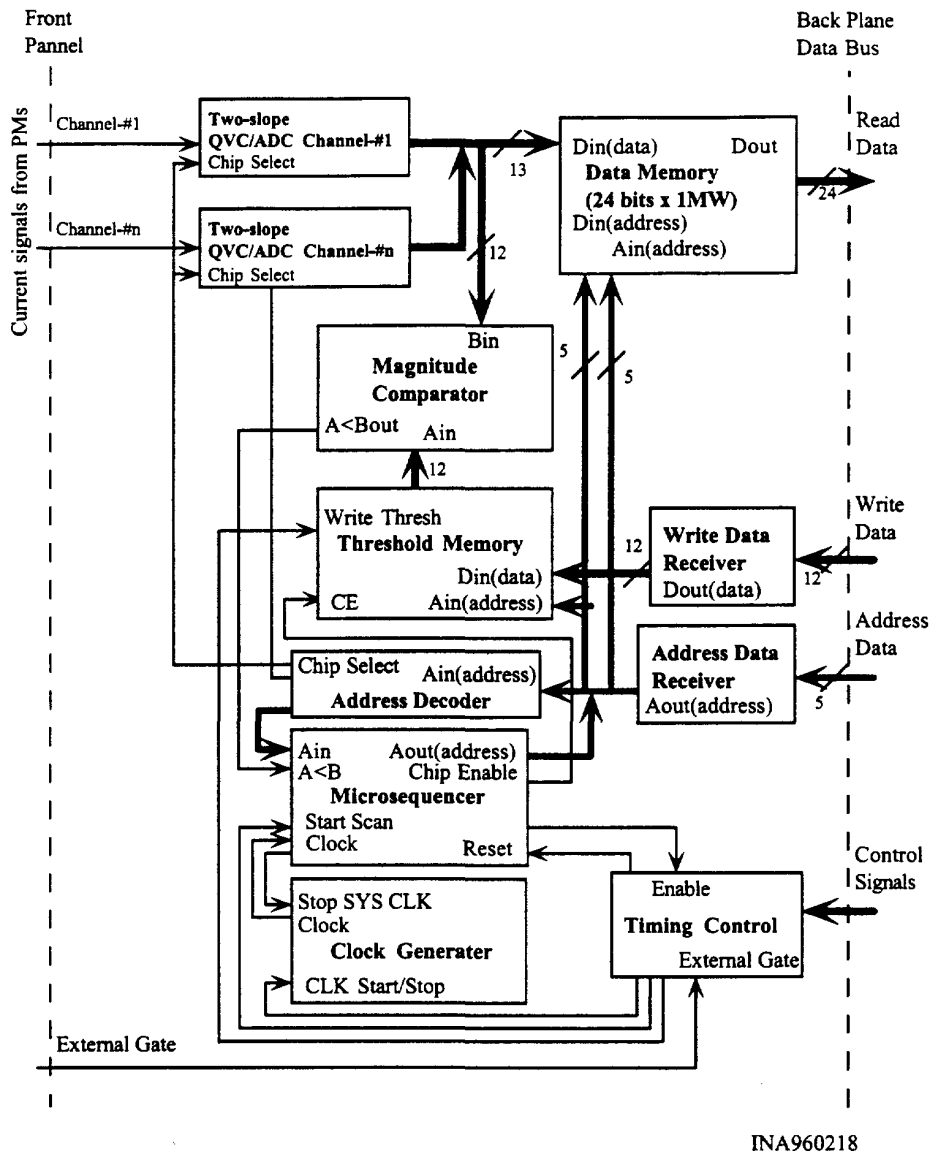 Front
Pannel
Back Plane
Data Bus
Current signals from PMs
Channel-#1
Two-slope
QVC/ADC Channel-#1
Chip Select
13
Din(data)
Dout
Data Memory
(24 bits x 1MW)
Din(address)
Ain(address)
Read
Data
24
Channel-#n
Two-slope
QVC/ADC Channel-#n
Chip Select
12
Bin
Magnitude
Comparator
A<Bout
Ain
5
5
12
Write Thresh
Threshold Memory
Din(data)
CE
Ain(address)
12
Write Data
Receiver
Dout(data)
Write
Data
12
Chip Select
Ain(address)
Address Decoder
Address Data
Receiver
Aout(address)
Address
Data
5
Ain
Aout(address)
A<B
Chip Enable
Microsequencer
Start Scan
Clock
Reset
Stop SYS CLK
Clock
Clock Generater
CLK Start/Stop
Enable
Timing Control
External Gate
Control
Signals
External Gate
INA960218